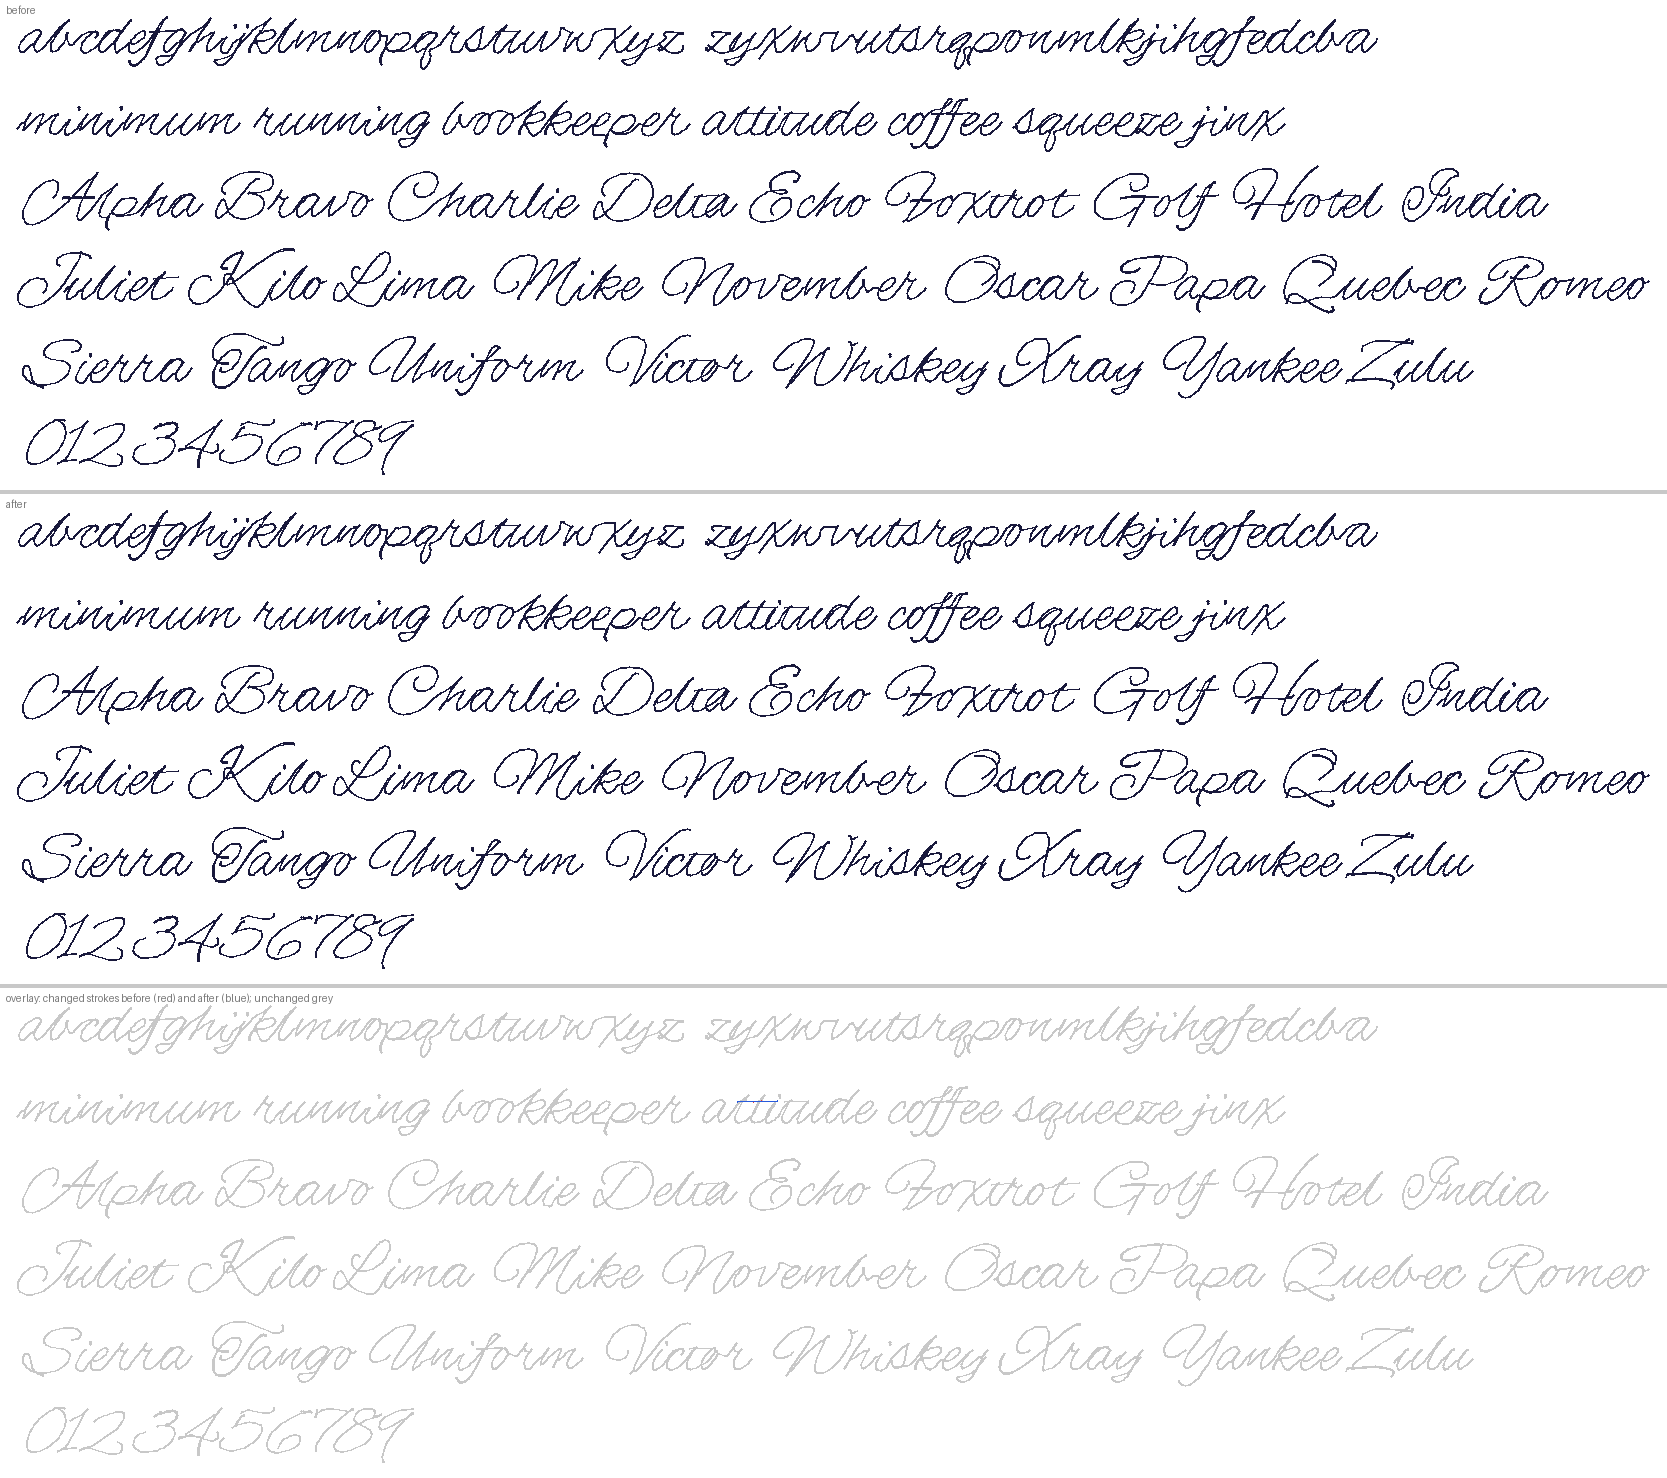 before
abcdefghijklmnopqrstuvwxyz zyxwvutsrqponmlkjihgfedcba
minimum running bookkeeper attitude coffee squeeze jinx
Alpha Bravo Charlie Delta Echo Foxtrot Golf Hotel India
Juliet Kilo Lima Mike November Oscar Papa Quebec Romeo
Sierra Tango Uniform Victor Whiskey Xray Yankee Zulu
0123456789
after
abcdefghijklmnopqrstuvwxyz zyxwvutsrqponmlkjihgfedcba
minimum running bookkeeper attitude coffee squeeze jinx
Alpha Bravo Charlie Delta Echo Foxtrot Golf Hotel India
Juliet Kilo Lima Mike November Oscar Papa Quebec Romeo
Sierra Tango Uniform Victor Whiskey Xray Yankee Zulu
0123456789
overlay: changed strokes before (red) and after (blue); unchanged grey
abcdefghijklmnopqrstuvwxyz zyxwvutsrqponmlkjihgfedcba
minimum running bookkeeper attitude coffee squeeze jinx
Alpha Bravo Charlie Delta Echo Foxtrot Golf Hotel India
Juliet Kilo Lima Mike November Oscar Papa Quebec Romeo
Sierra Tango Uniform Victor Whiskey Xray Yankee Zulu
0123456789